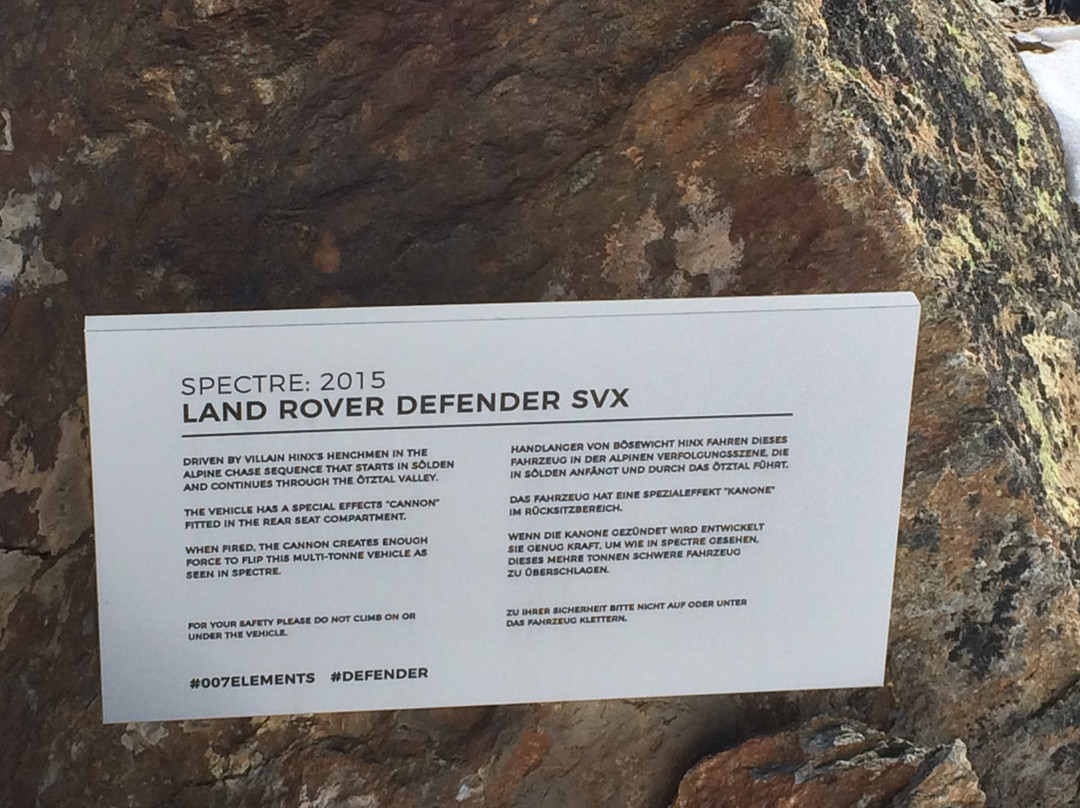 SPECTRE: 2015
LAND ROVER DEFENDER SVX
DRIVEN BY VILLAIN HINX'S HENCHMEN IN THE
ALPINE CHASE SEQUENCE THAT STARTS IN SÖLDEN
AND CONTINUES THROUGH THE ÖTZTAL VALLEY.
THE VEHICLE HAS A SPECIAL EFFECTS "CANNON"
FITTED IN THE REAR SEAT COMPARTMENT.
WHEN FIRED, THE CANNON CREATES ENOUGH
FORCE TO FLIP THIS MULTI-TONNE VEHICLE AS
SEEN IN SPECTRE.
FOR YOUR SAFETY PLEASE DO NOT CLIMB ON OR
UNDER THE VEHICLE.
#007ELEMENTS #DEFENDER
HANDLANGER VON BÖSEWICHT HINX FAHREN DIESES
FAHRZEUG IN DER ALPINEN VERFOLGUNGSSZENE, DIE
IN SÖLDEN ANFÄNGT UND DURCH DAS ÖTZTAL FÜHRT.
DAS FAHRZEUG HAT EINE SPEZIALEFFEKT "KANONE"
IM RÜCKSITZBEREICH.
WENN DIE KANONE GEZÜNDET WIRD ENTWICKELT
SIE GENUG KRAFT, UM WIE IN SPECTRE GESEHEN,
DIESES MEHRE TONNEN SCHWERE FAHRZEUG
ZU ÜBERSCHLAGEN.
ZU IHRER SICHERHEIT BITTE NICHT AUF ODER UNTER
DAS FAHRZEUG KLETTERN.